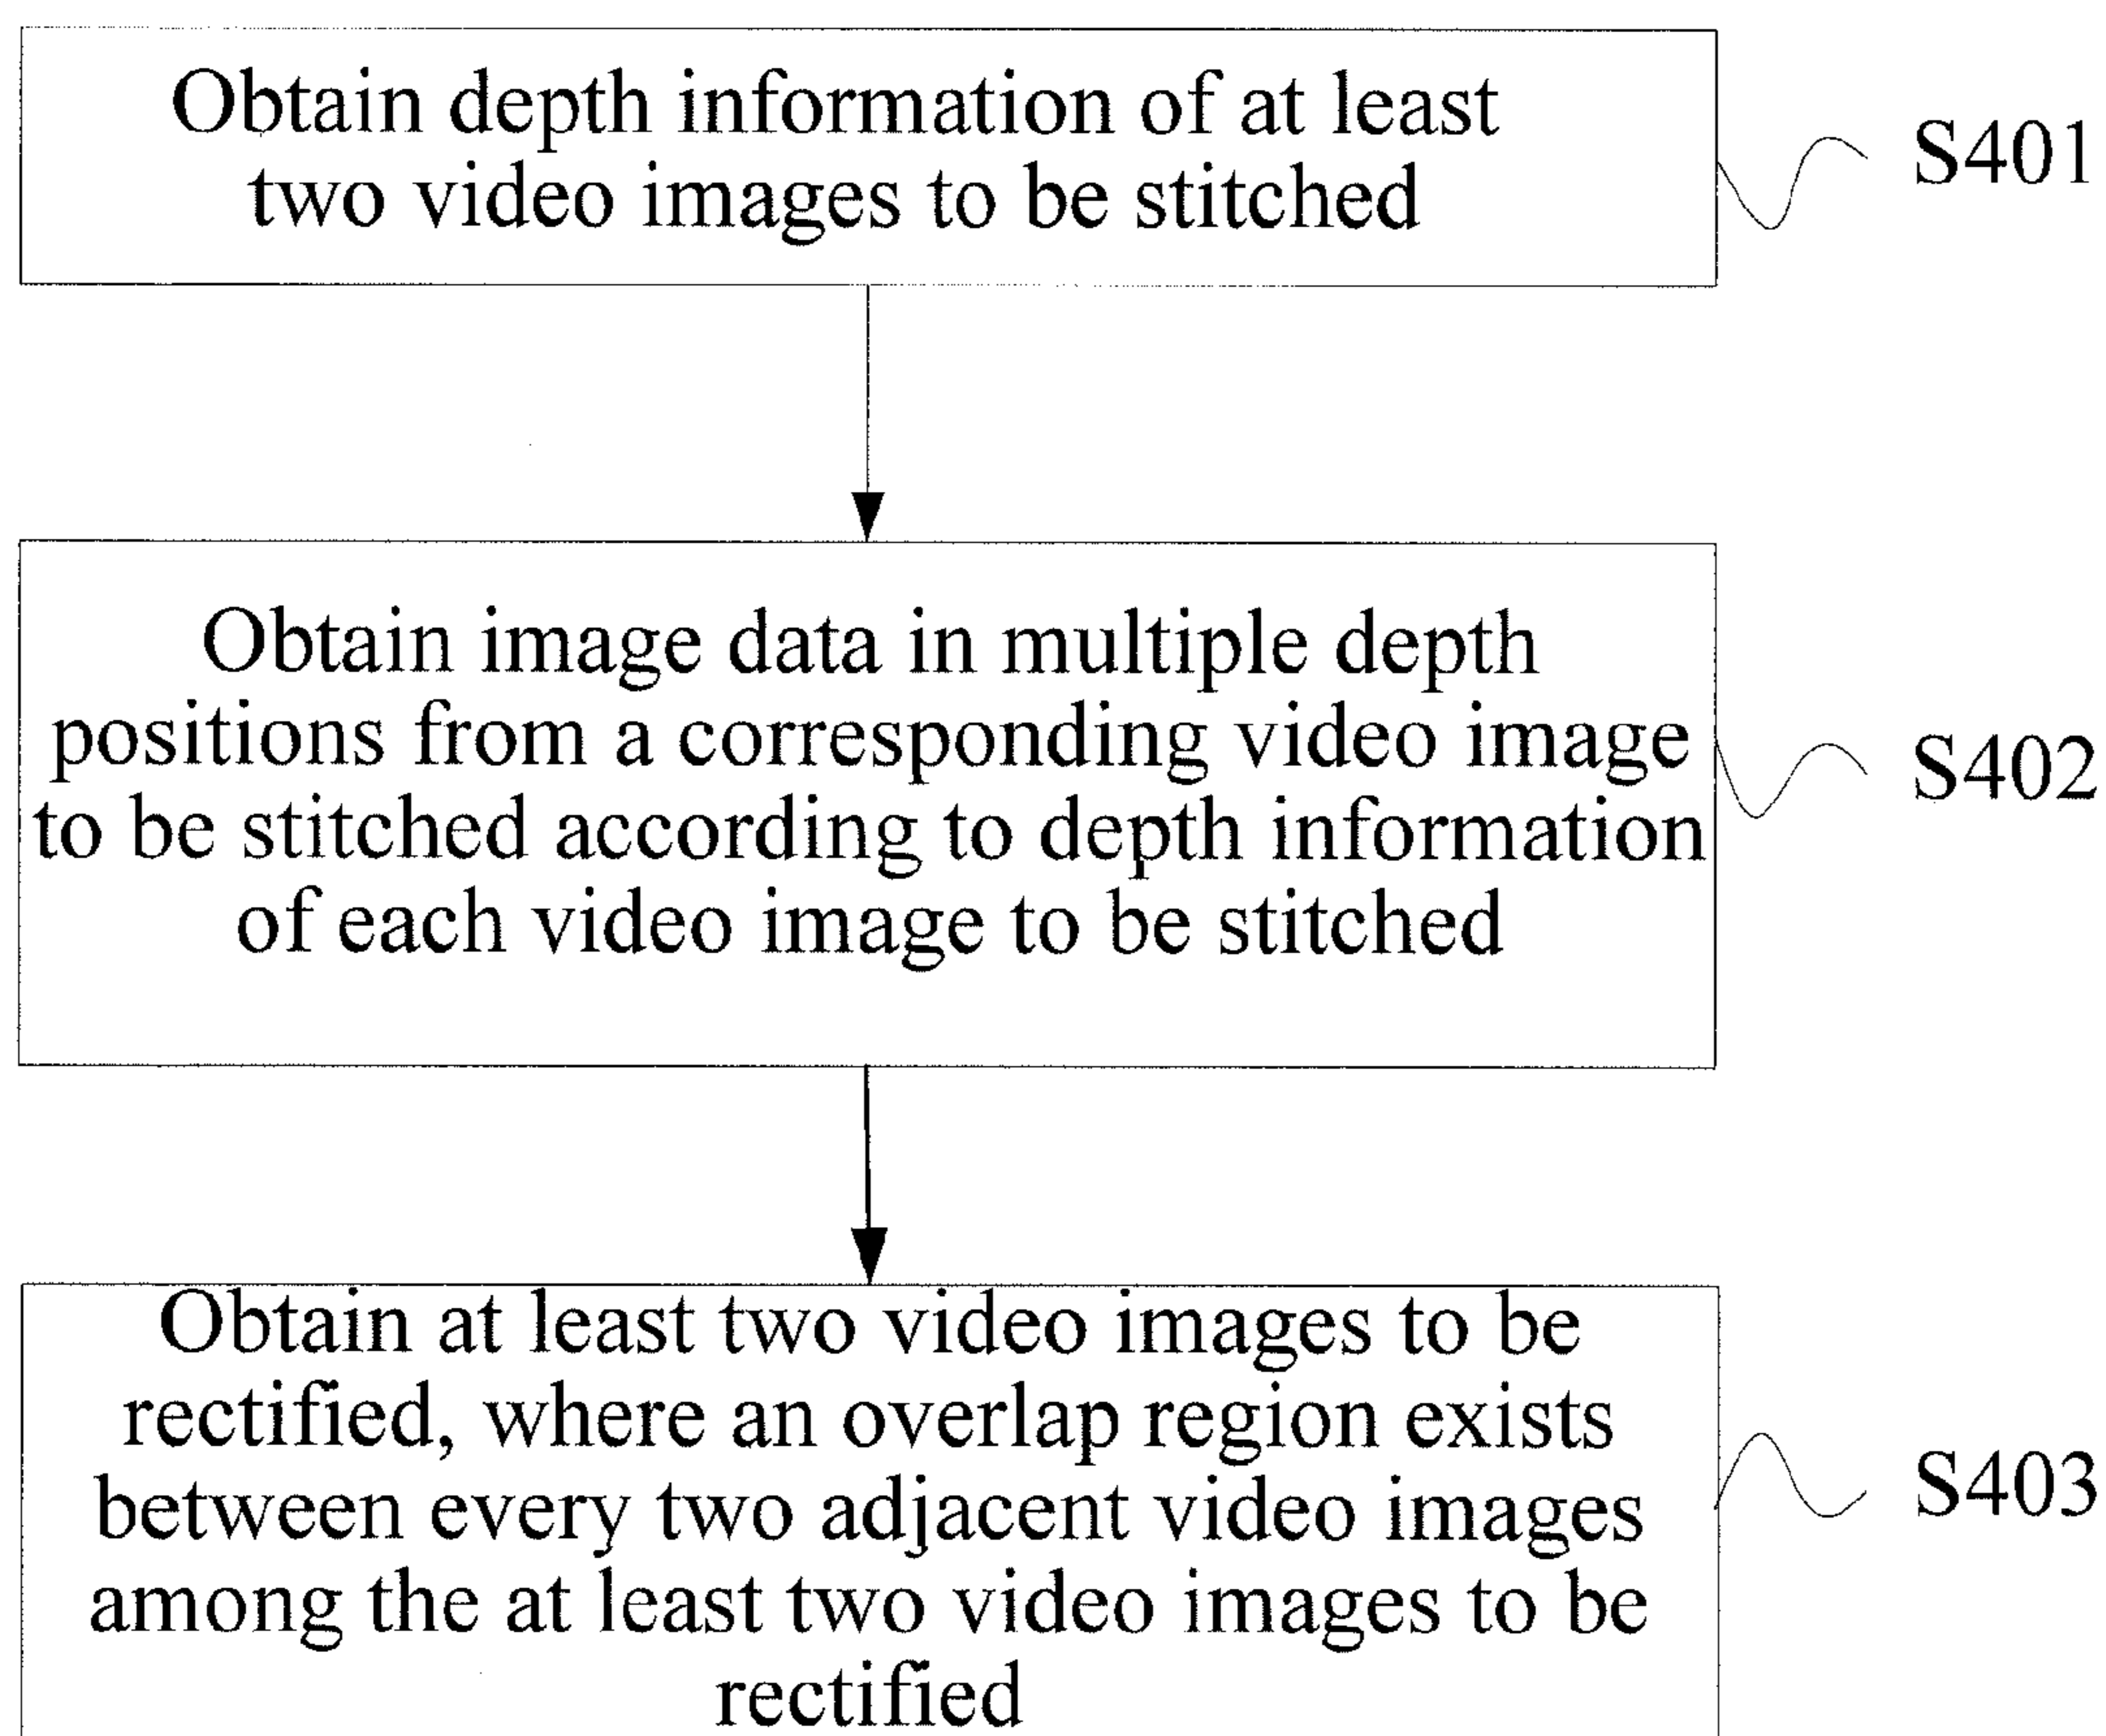 Obtain depth information of at least
two video images to be stitched
S401
Obtain image data in multiple depth
positions from a corresponding video image
to be stitched according to depth information
of each video image to be stitched
S402
Obtain at least two video images to be
rectified, where an overlap region exists
between every two adjacent video images
among the at least two video images to be
rectified
S403